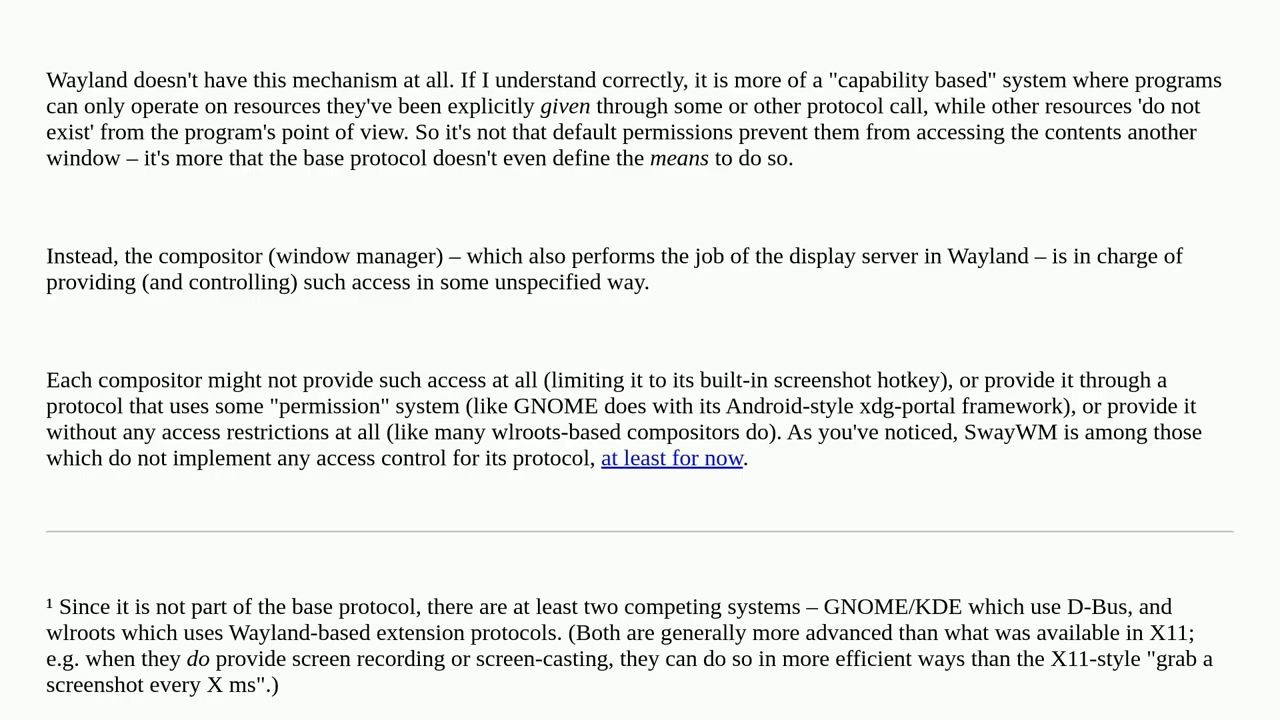 Wayland doesn't have this mechanism at all. If I understand correctly, it is more of a "capability based" system where programs
can only operate on resources they've been explicitly given through some or other protocol call, while other resources 'do not
exist' from the program's point of view. So it's not that default permissions prevent them from accessing the contents another
window – it's more that the base protocol doesn't even define the means to do so.
Instead, the compositor (window manager) – which also performs the job of the display server in Wayland – is in charge of
providing (and controlling) such access in some unspecified way.
Each compositor might not provide such access at all (limiting it to its built-in screenshot hotkey), or provide it through a
protocol that uses some "permission" system (like GNOME does with its Android-style xdg-portal framework), or provide it
without any access restrictions at all (like many wlroots-based compositors do). As you've noticed, SwayWM is among those
which do not implement any access control for its protocol, at least for now.
¹ Since it is not part of the base protocol, there are at least two competing systems – GNOME/KDE which use D-Bus, and
wlroots which uses Wayland-based extension protocols. (Both are generally more advanced than what was available in X11;
e.g. when they do provide screen recording or screen-casting, they can do so in more efficient ways than the X11-style "grab a
screenshot every X ms".)